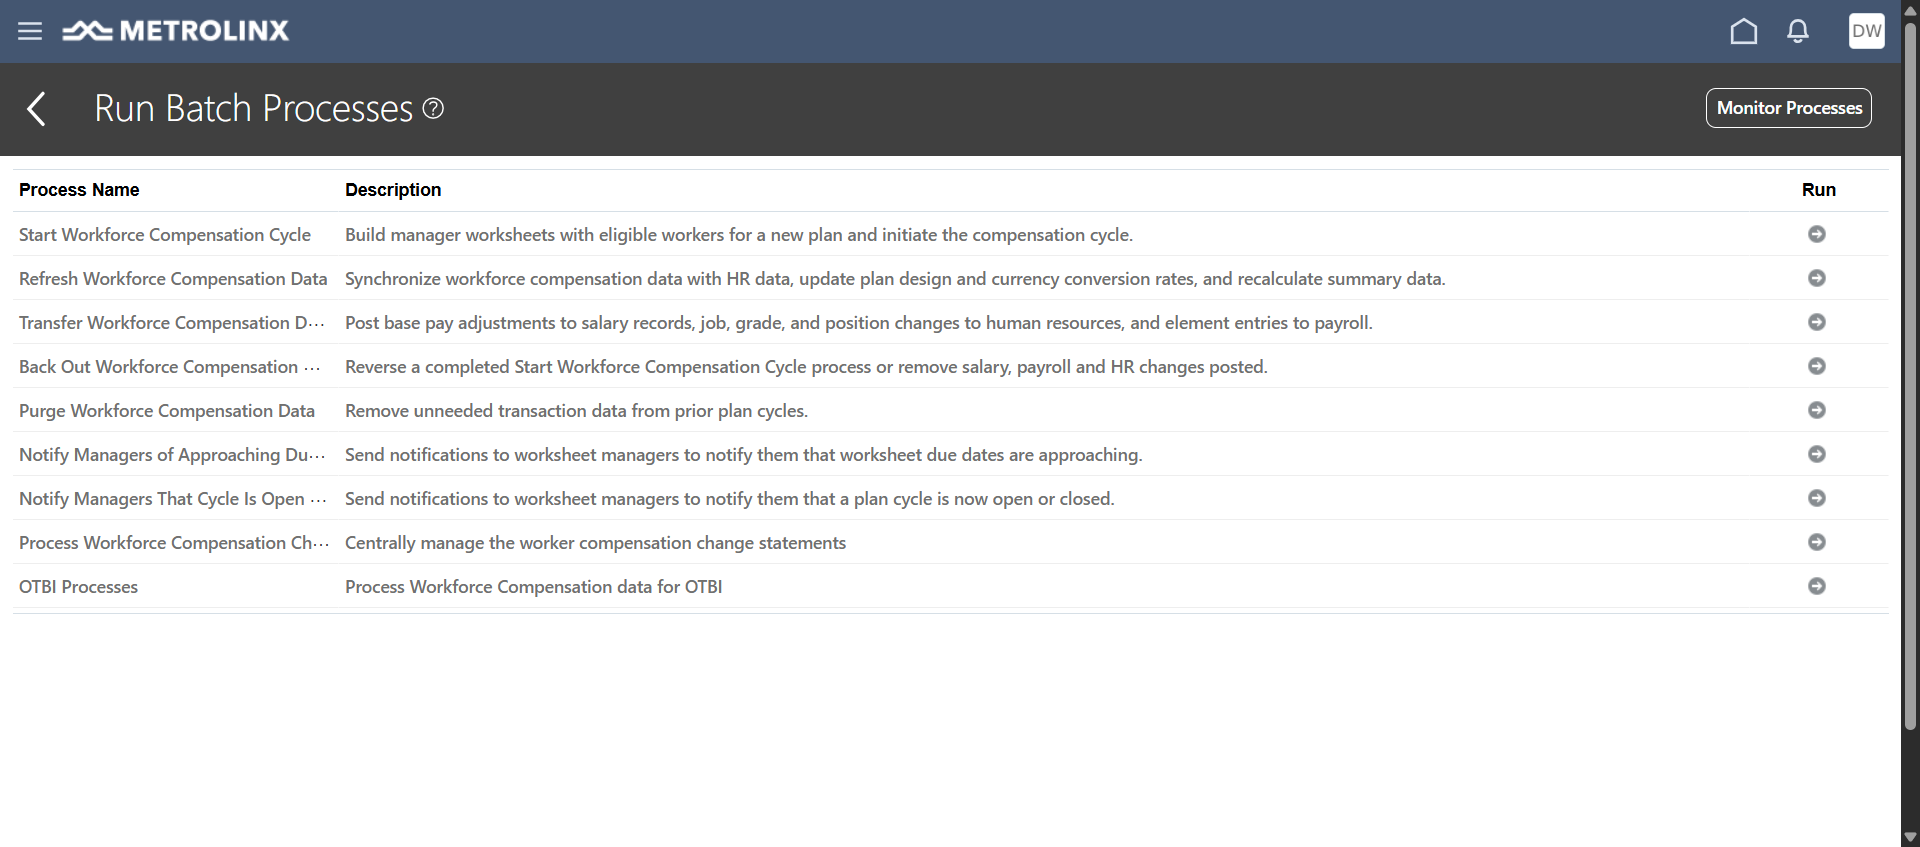 METROLINX
DW
Run Batch Processes ?
Monitor Processes
Process Name Description Run
Start Workforce Compensation Cycle Build manager worksheets with eligible workers for a new plan and initiate the compensation cycle.
Refresh Workforce Compensation Data Synchronize workforce compensation data with HR data, update plan design and currency conversion rates, and recalculate summary data.
Transfer Workforce Compensation D... Post base pay adjustments to salary records, job, grade, and position changes to human resources, and element entries to payroll.
Back Out Workforce Compensation ... Reverse a completed Start Workforce Compensation Cycle process or remove salary, payroll and HR changes posted.
Purge Workforce Compensation Data Remove unneeded transaction data from prior plan cycles.
Notify Managers of Approaching Du... Send notifications to worksheet managers to notify them that worksheet due dates are approaching.
Notify Managers That Cycle Is Open ... Send notifications to worksheet managers to notify them that a plan cycle is now open or closed.
Process Workforce Compensation Ch... Centrally manage the worker compensation change statements
OTBI Processes Process Workforce Compensation data for OTBI